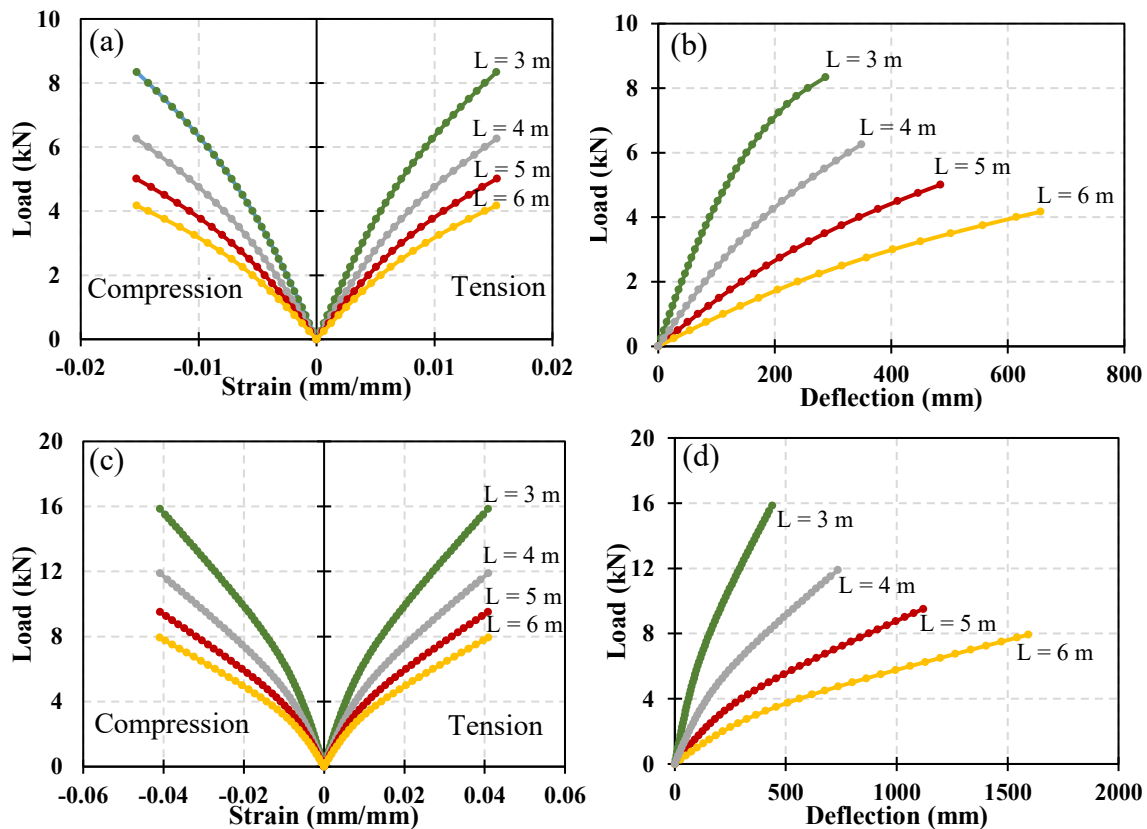 (a)
Load (kN)
10
8
6
4
2
0
L = 3 m
L = 4 m
L = 5 m
L = 6 m
Compression
Tension
-0.02
-0.01
0
0.01
0.02
Strain (mm/mm)
(b)
Load (kN)
10
8
6
4
2
0
L = 3 m
L = 4 m
L = 5 m
L = 6 m
0
200
400
600
800
Deflection (mm)
(c)
Load (kN)
20
16
12
8
4
0
L = 3 m
L = 4 m
L = 5 m
L = 6 m
Compression
Tension
-0.06
-0.04
-0.02
0
0.02
0.04
0.06
Strain (mm/mm)
(d)
Load (kN)
20
16
12
8
4
0
L = 3 m
L = 4 m
L = 5 m
L = 6 m
0
500
1000
1500
2000
Deflection (mm)